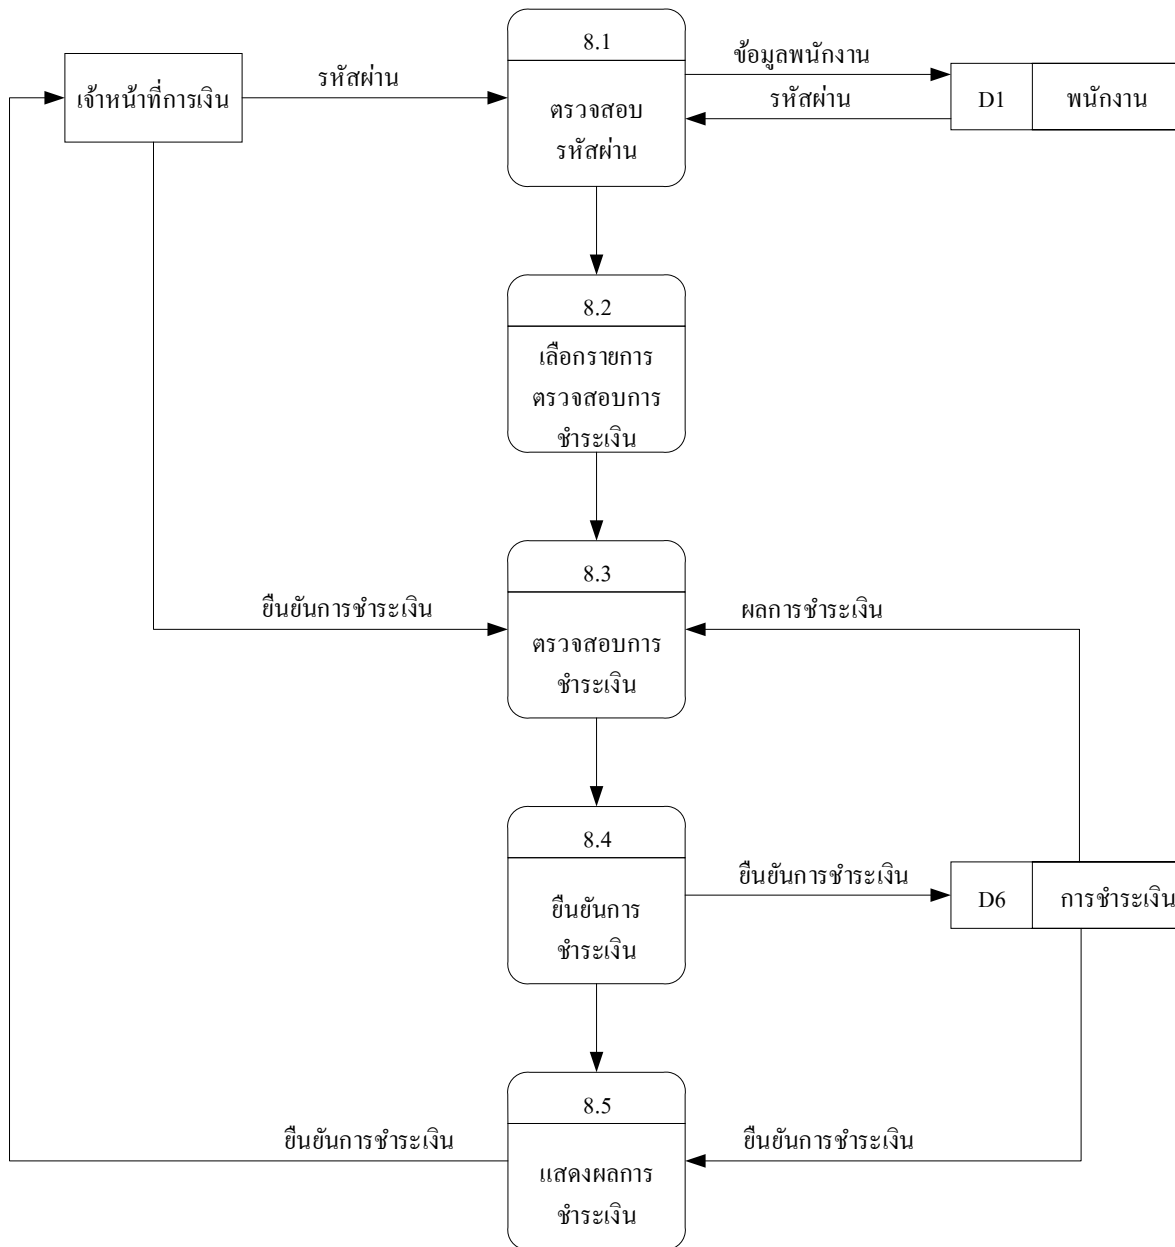 8.1
ข้อมูลพนักงาน
เจ้าหน้าที่การเงิน
รหัสผ่าน
รหัสผ่าน
D1
พนักงาน
ตรวจสอบ
รหัสผ่าน
8.2
เลือกรายการ
ตรวจสอบการ
ชำระเงิน
8.3
ยืนยันการชำระเงิน
ผลการชำระเงิน
ตรวจสอบการ
ชำระเงิน
8.4
ยืนยันการชำระเงิน
D6
การชำระเงิน
ยืนยันการ
ชำระเงิน
8.5
ยืนยันการชำระเงิน
ยืนยันการชำระเงิน
แสดงผลการ
ชำระเงิน